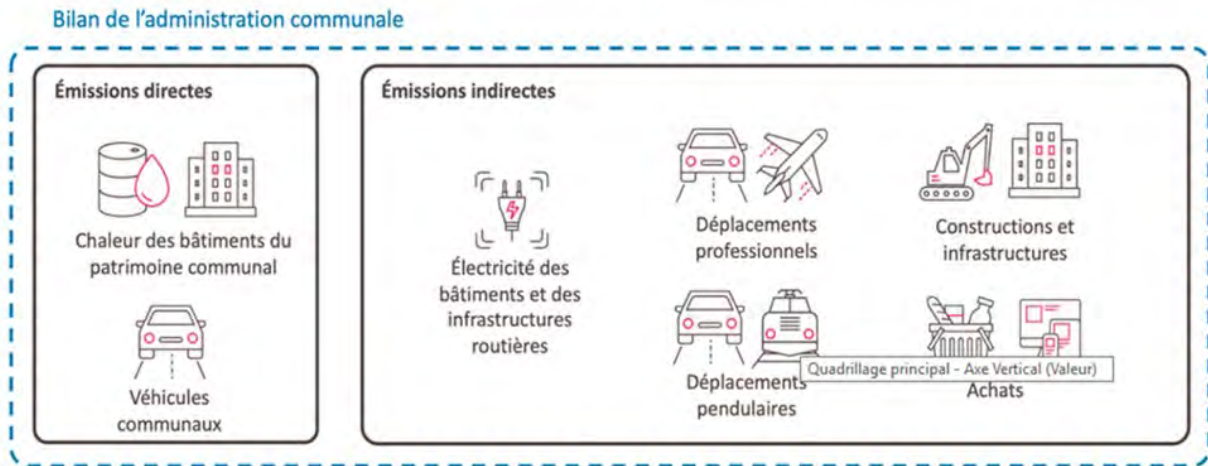 Bilan de l’administration communale
Émissions directes
Chaleur des bâtiments du
patrimoine communal
Véhicules
communaux
Émissions indirectes
Électricité des
bâtiments et des
infrastructures
routières
Déplacements
professionnels
Déplacements
pendulaires
Constructions et
infrastructures
Quadrillage principal - Axe Vertical (Valeur)
Achats